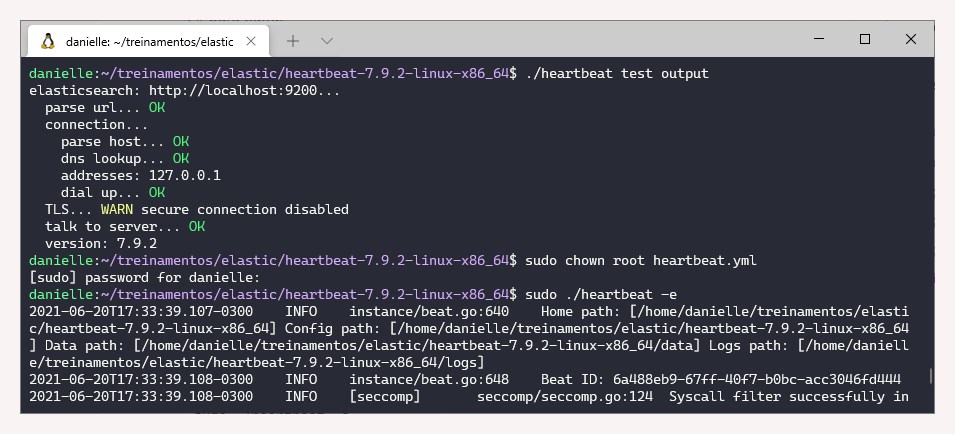 danielle: ~/treinamentos/elastic
danielle:~/treinamentos/elastic/heartbeat-7.9.2-linux-x86_64$ ./heartbeat test output
elasticsearch: http://localhost:9200...
parse url... OK
connection...
parse host... OK
dns lookup... OK
addresses: 127.0.0.1
dial up... OK
TLS... WARN secure connection disabled
talk to server... OK
version: 7.9.2
danielle:~/treinamentos/elastic/heartbeat-7.9.2-linux-x86_64$ sudo chown root heartbeat.yml
[sudo] password for danielle:
danielle:~/treinamentos/elastic/heartbeat-7.9.2-linux-x86_64$ sudo ./heartbeat -e
2021-06-20T17:33:39.107-0300 INFO instance/beat.go:640 Home path: [/home/danielle/treinamentos/elasti
c/heartbeat-7.9.2-linux-x86_64] Config path: [/home/danielle/treinamentos/elastic/heartbeat-7.9.2-linux-x86_64
] Data path: [/home/danielle/treinamentos/elastic/heartbeat-7.9.2-linux-x86_64/data] Logs path: [/home/daniell
e/treinamentos/elastic/heartbeat-7.9.2-linux-x86_64/logs]
2021-06-20T17:33:39.108-0300 INFO instance/beat.go:648 Beat ID: 6a488eb9-67ff-40f7-b0bc-acc3046fd444
2021-06-20T17:33:39.108-0300 INFO [seccomp] seccomp/seccomp.go:124 Syscall filter successfully in